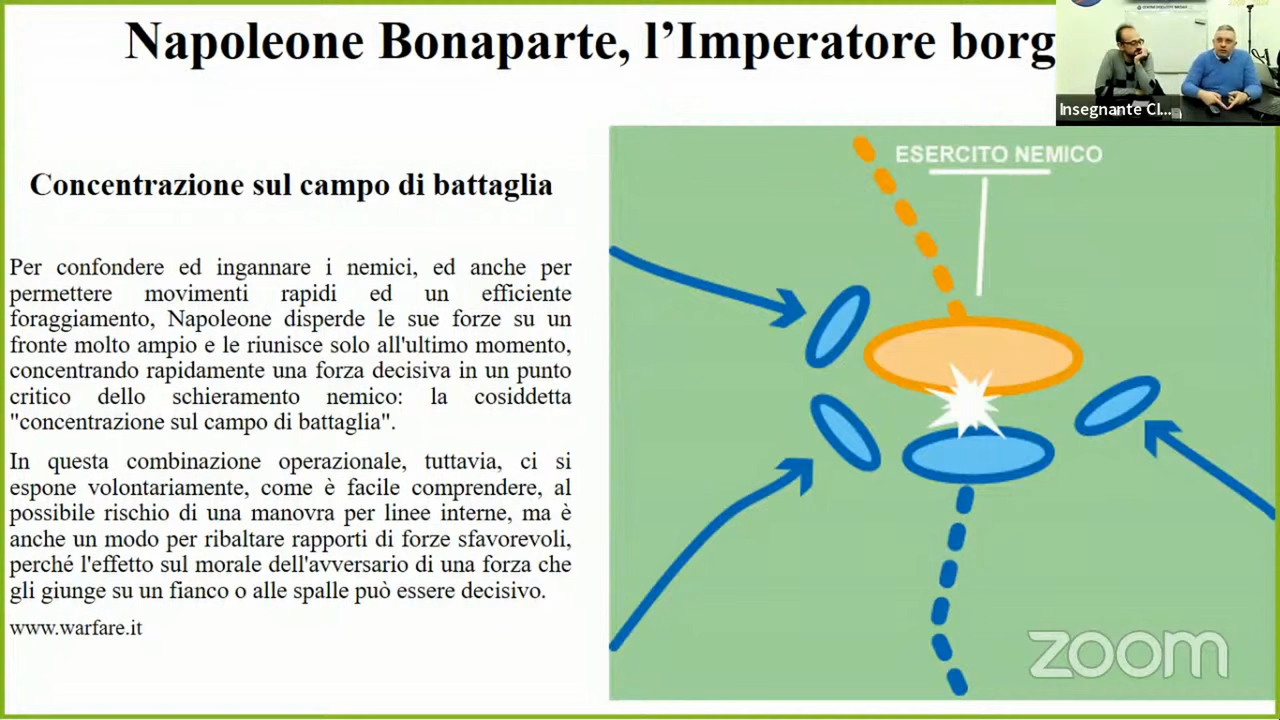 Napoleone Bonaparte, l’Imperatore borg
Insegnante Cl...
Concentrazione sul campo di battaglia
Per confondere ed ingannare i nemici, ed anche per
permettere movimenti rapidi ed un efficiente
foraggiamento, Napoleone disperde le sue forze su un
fronte molto ampio e le riunisce solo all'ultimo momento,
concentrando rapidamente una forza decisiva in un punto
critico dello schieramento nemico: la cosiddetta
"concentrazione sul campo di battaglia".
In questa combinazione operazionale, tuttavia, ci si
espone volontariamente, come è facile comprendere, al
possibile rischio di una manovra per linee interne, ma è
anche un modo per ribaltare rapporti di forze sfavorevoli,
perché l'effetto sul morale dell'avversario di una forza che
gli giunge su un fianco o alle spalle può essere decisivo.
www.warfare.it
ESERCITO NEMICO
zoom